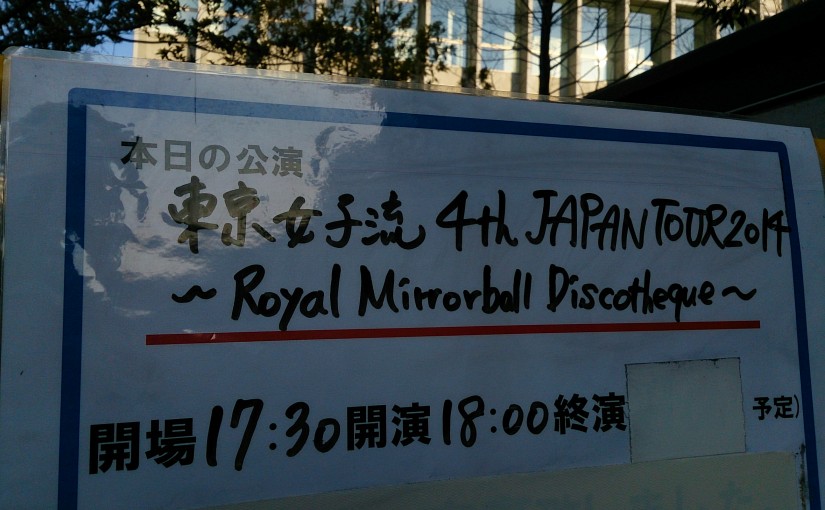 本日の公演
東京女子流 4th JAPAN TOUR 2014
~ Royal Mirrorball Discotheque ~
開場17:30開演18:00終演 予定)